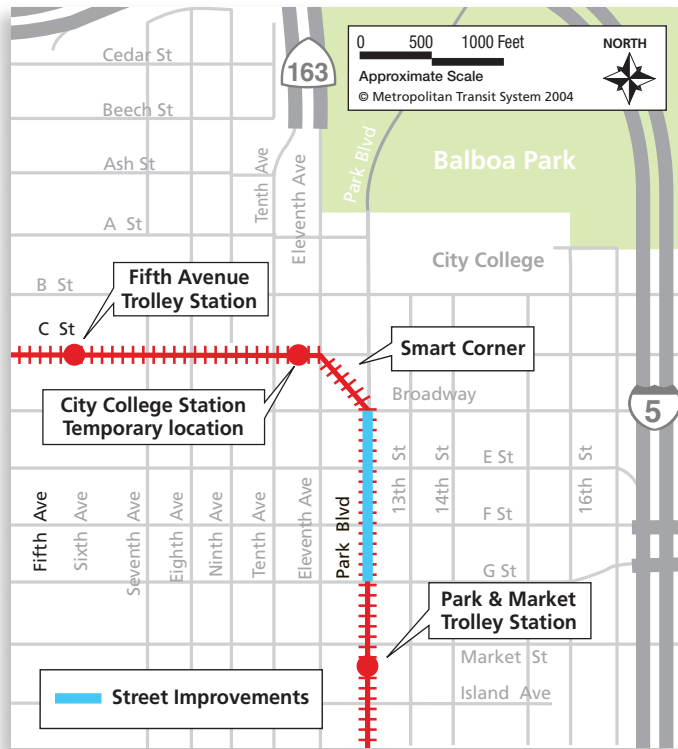 Cedar St
163
0 500 1000 Feet
Approximate Scale
© Metropolitan Transit System 2004
NORTH
Beech St
Ash St
Tenth Ave
Eleventh Ave
Park Blvd
Balboa Park
A St
City College
B St
Fifth Avenue
Trolley Station
C St
Smart Corner
City College Station
Temporary location
Broadway
5
13th St
14th St
E St
16th St
F St
Fifth Ave
Sixth Ave
Seventh Ave
Eighth Ave
Ninth Ave
Tenth Ave
Eleventh Ave
Park Blvd
G St
Park & Market
Trolley Station
Market St
Island Ave
Street Improvements